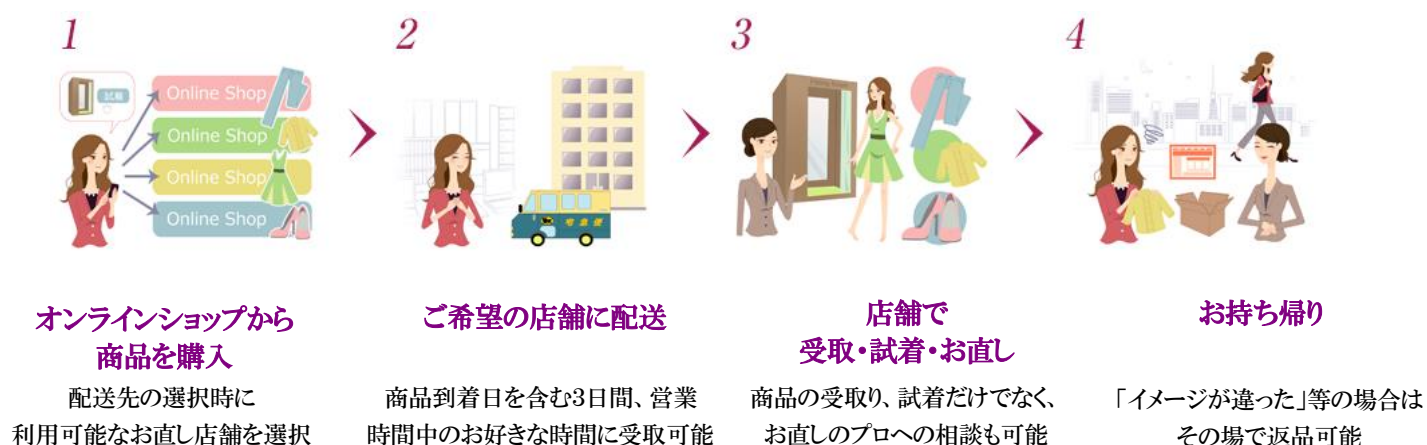 1
2
3
4
試着
Online Shop
Online Shop
Online Shop
Online Shop
宅急便
オンラインショップから
商品を購入
配送先の選択時に
利用可能なお直し店舗を選択
ご希望の店舗に配送
商品到着日を含む3日間、営業
時間中のお好きな時間に受取可能
店舗で
受取・試着・お直し
商品の受取り、試着だけでなく、
お直しのプロへの相談も可能
お持ち帰り
「イメージが違った」等の場合は
その場で返品可能